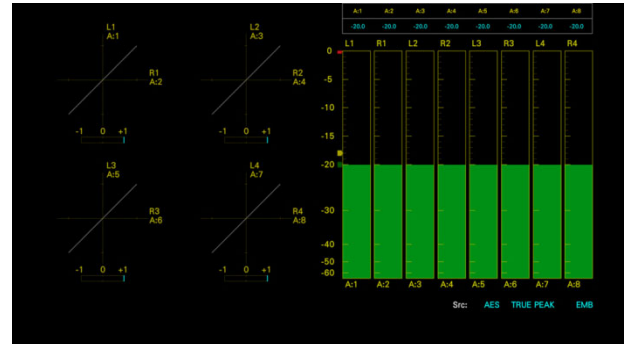 A:1 A:2 A:3 A:4 A:5 A:6 A:7 A:8
-20.0 -20.0 -20.0 -20.0 -20.0 -20.0 -20.0 -20.0
L1 R1 L2 R2 L3 R3 L4 R4
L1
A:1
R1
A:2
-1 0 +1
L2
A:3
R2
A:4
-1 0 +1
L3
A:5
R3
A:6
-1 0 +1
L4
A:7
R4
A:8
-1 0 +1
0
-5
-10
-15
-20
-30
-40
-50
-60
A:1 A:2 A:3 A:4 A:5 A:6 A:7 A:8
Src: AES TRUE PEAK EMB